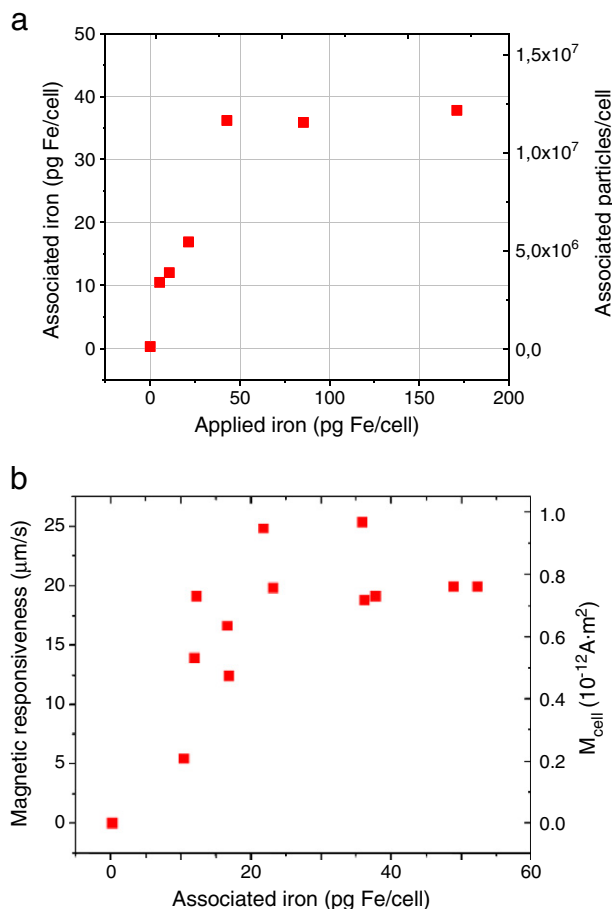 a
Associated iron (pg Fe/cell)
50
40
30
20
10
0
1,5x10⁷
1,0x10⁷
5,0x10⁶
0,0
Associated particles/cell
0 50 100 150 200
Applied iron (pg Fe/cell)
b
Magnetic responsiveness (μm/s)
25
20
15
10
5
0
1.0
0.8
0.6
0.4
0.2
0.0
M_cell (10⁻¹²A·m²)
0 20 40 60
Associated iron (pg Fe/cell)